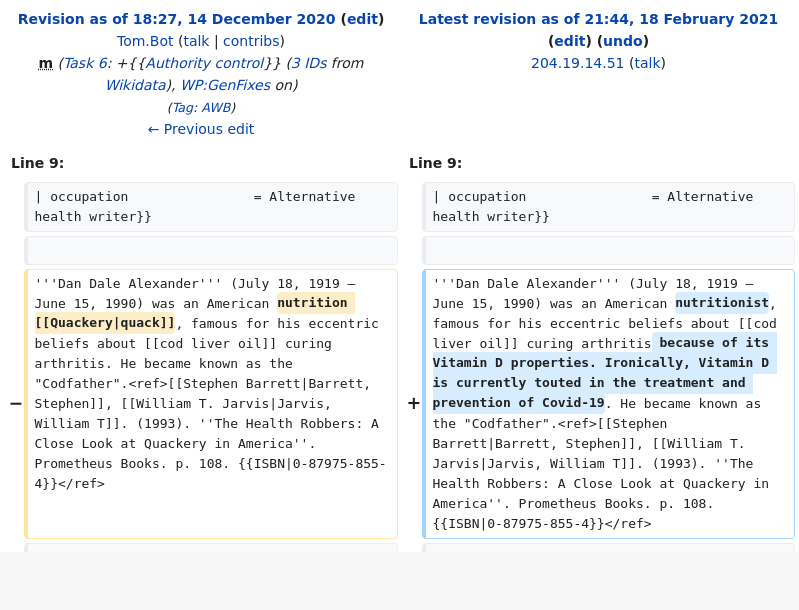 Revision as of 18:27, 14 December 2020 (edit)
Tom.Bot (talk | contribs)
m (Task 6: +{{Authority control}} (3 IDs from
Wikidata), WP:GenFixes on)
(Tag: AWB)
← Previous edit
Latest revision as of 21:44, 18 February 2021
(edit) (undo)
204.19.14.51 (talk)
Line 9:
| occupation                = Alternative
health writer}}
− '''Dan Dale Alexander''' (July 18, 1919 –
June 15, 1990) was an American nutrition
[[Quackery|quack]], famous for his eccentric
beliefs about [[cod liver oil]] curing
arthritis. He became known as the
"Codfather".<ref>[[Stephen Barrett|Barrett,
Stephen]], [[William T. Jarvis|Jarvis,
William T]]. (1993). ''The Health Robbers: A
Close Look at Quackery in America''.
Prometheus Books. p. 108. {{ISBN|0-87975-855-
4}}</ref>
Line 9:
| occupation                = Alternative
health writer}}
+ '''Dan Dale Alexander''' (July 18, 1919 –
June 15, 1990) was an American nutritionist,
famous for his eccentric beliefs about [[cod
liver oil]] curing arthritis because of its
Vitamin D properties. Ironically, Vitamin D
is currently touted in the treatment and
prevention of Covid-19. He became known as
the "Codfather".<ref>[[Stephen
Barrett|Barrett, Stephen]], [[William T.
Jarvis|Jarvis, William T]]. (1993). ''The
Health Robbers: A Close Look at Quackery in
America''. Prometheus Books. p. 108.
{{ISBN|0-87975-855-4}}</ref>